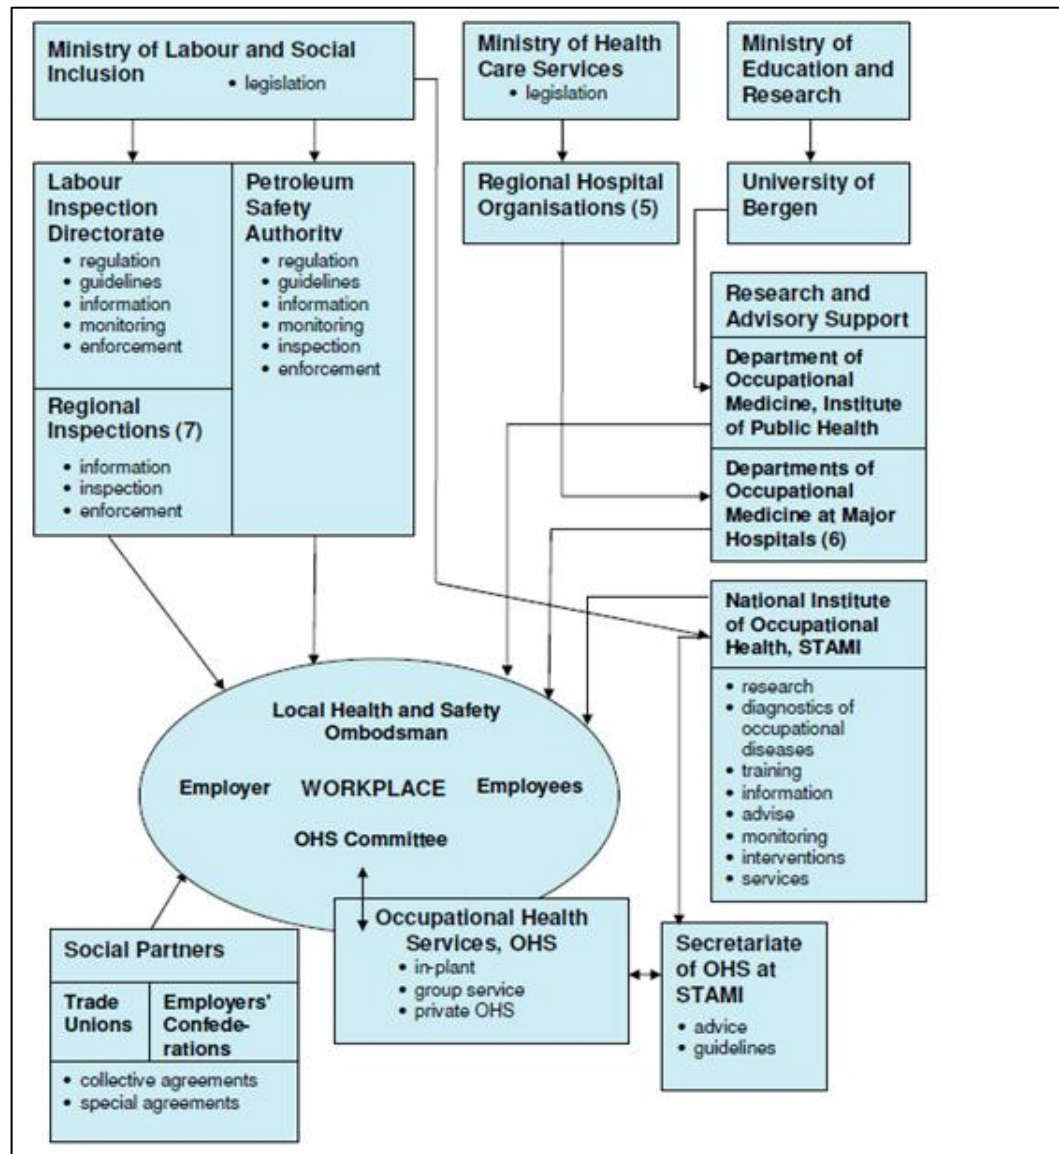 Ministry of Labour and Social
Inclusion
• legislation
Ministry of Health
Care Services
• legislation
Ministry of
Education and
Research
Labour
Inspection
Directorate
• regulation
• guidelines
• information
• monitoring
• enforcement
Petroleum
Safety
Authority
• regulation
• guidelines
• information
• monitoring
• inspection
• enforcement
Regional Hospital
Organisations (5)
University of
Bergen
Regional
Inspections (7)
• information
• inspection
• enforcement
Research and
Advisory Support
Department of
Occupational
Medicine, Institute
of Public Health
Departments of
Occupational
Medicine at Major
Hospitals (6)
National Institute
of Occupational
Health, STAMI
• research
• diagnostics of
occupational
diseases
• training
• information
• advise
• monitoring
• interventions
• services
Local Health and Safety
Ombodsman
Employer WORKPLACE Employees
OHS Committee
Occupational Health
Services, OHS
• in-plant
• group service
• private OHS
Secretariate
of OHS at
STAMI
• advice
• guidelines
Social Partners
Trade
Unions
Employers'
Confede-
rations
• collective agreements
• special agreements